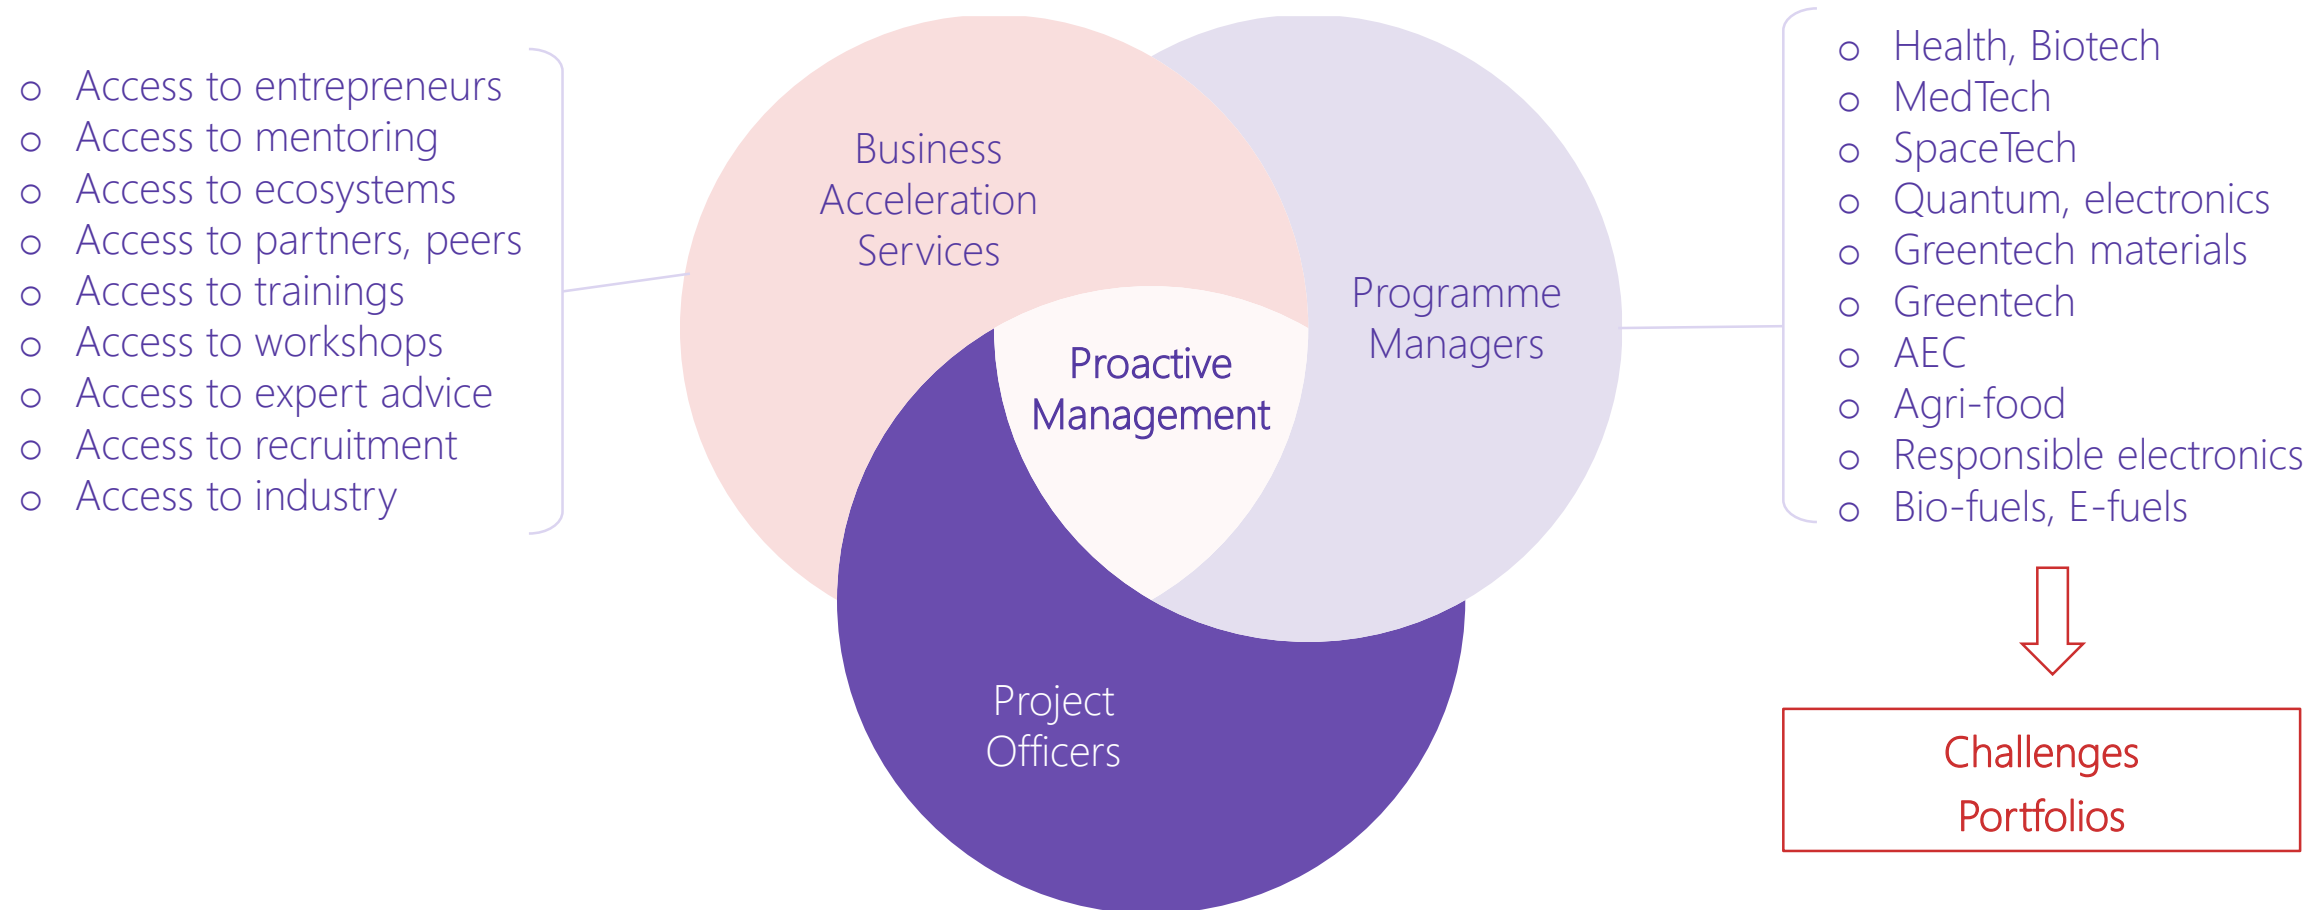 Access to entrepreneurs
Access to mentoring
Access to ecosystems
Access to partners, peers
Access to trainings
Access to workshops
Access to expert advice
Access to recruitment
Access to industry
Business
Acceleration
Services
Programme
Managers
Proactive
Management
Project
Officers
Health, Biotech
MedTech
SpaceTech
Quantum, electronics
Greentech materials
Greentech
AEC
Agri-food
Responsible electronics
Bio-fuels, E-fuels
Challenges
Portfolios